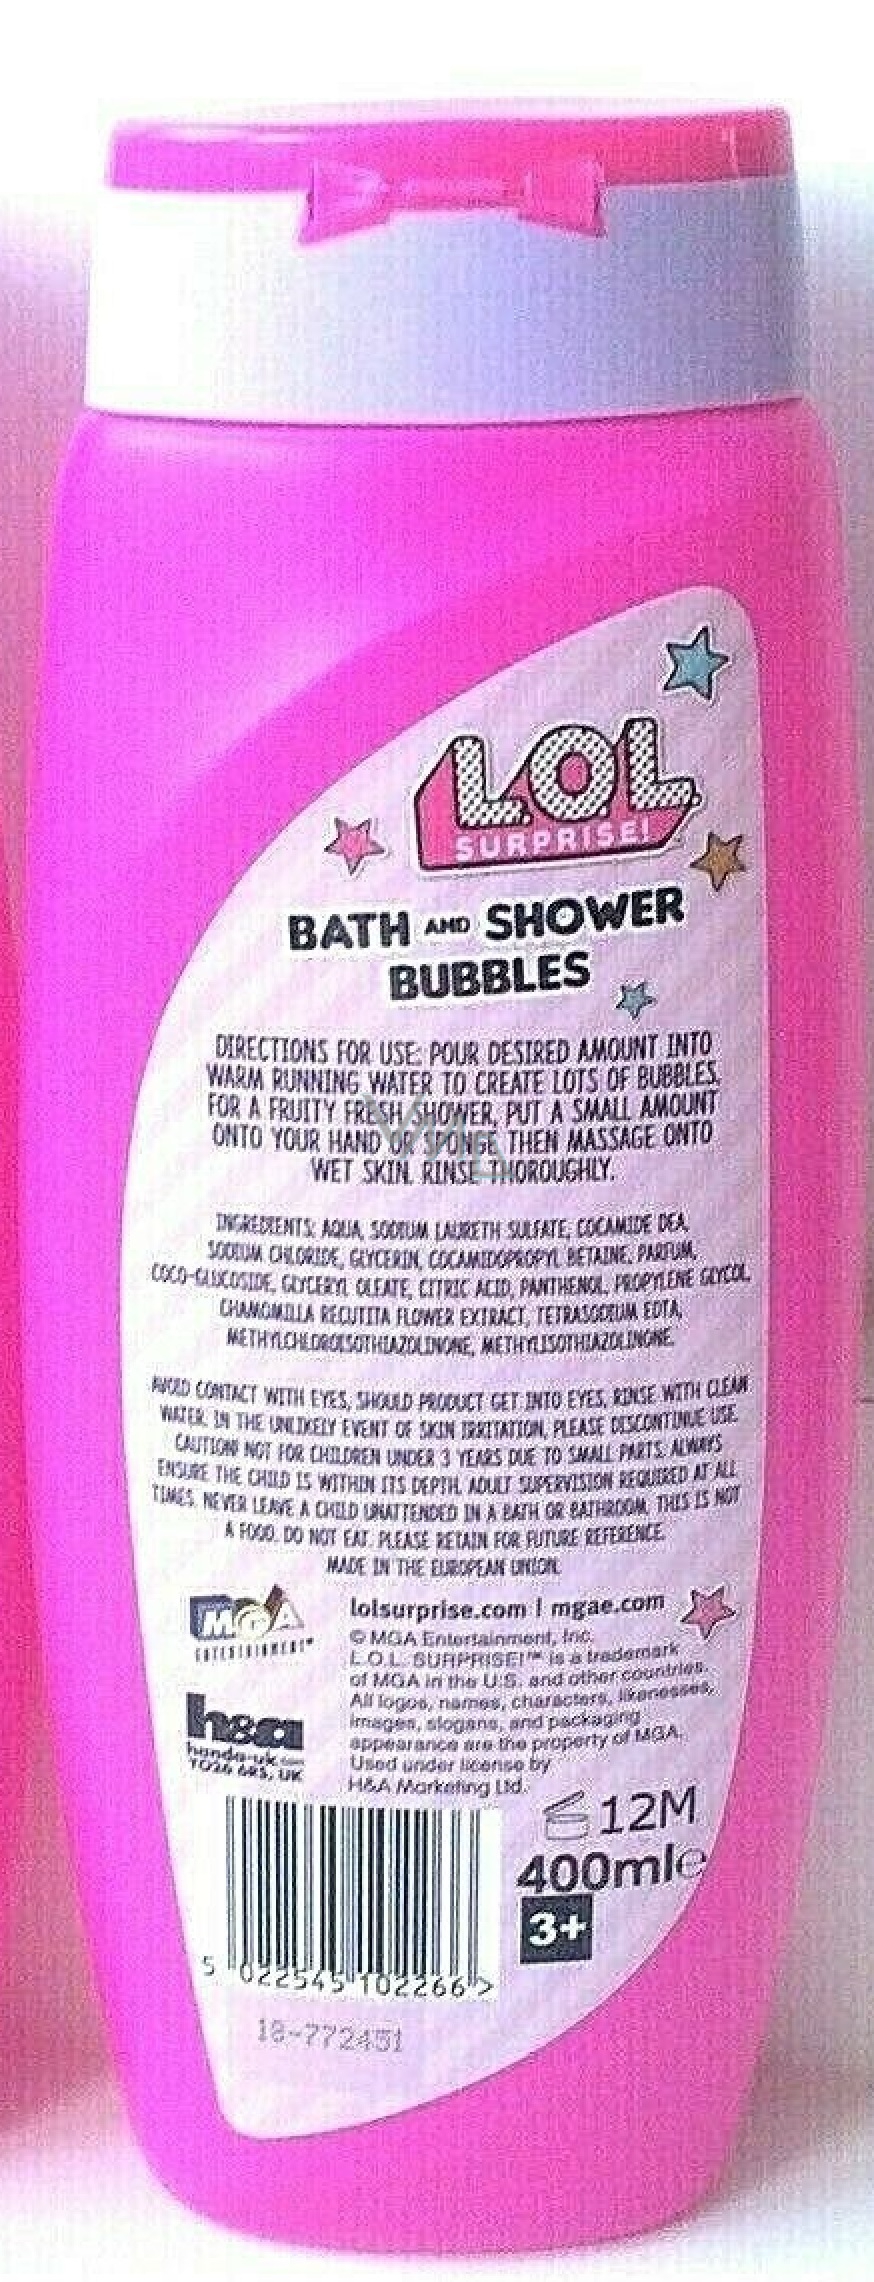 L.O.L.
SURPRISE!
BATH AND SHOWER
BUBBLES
DIRECTIONS FOR USE: POUR DESIRED AMOUNT INTO
WARM RUNNING WATER TO CREATE LOTS OF BUBBLES.
FOR A FRUITY FRESH SHOWER, PUT A SMALL AMOUNT
ONTO YOUR HAND OR SPONGE THEN MASSAGE ONTO
WET SKIN. RINSE THOROUGHLY.
INGREDIENTS: AQUA, SODIUM LAURETH SULFATE, COCAMIDE DEA,
SODIUM CHLORIDE, GLYCERIN, COCAMIDOPROPYL BETAINE, PARFUM,
COCO-GLUCOSIDE, GLYCERYL OLEATE, CITRIC ACID, PANTHENOL, PROPYLENE GLYCOL,
CHAMOMILLA RECUTITA FLOWER EXTRACT, TETRASODIUM EDTA,
METHYLCHLOROISOTHIAZOLINONE, METHYLISOTHIAZOLINONE.
AVOID CONTACT WITH EYES, SHOULD PRODUCT GET INTO EYES, RINSE WITH CLEAN
WATER. IN THE UNLIKELY EVENT OF SKIN IRRITATION, PLEASE DISCONTINUE USE.
CAUTION! NOT FOR CHILDREN UNDER 3 YEARS DUE TO SMALL PARTS. ALWAYS
ENSURE THE CHILD IS WITHIN ITS DEPTH. ADULT SUPERVISION REQUIRED AT ALL
TIMES. NEVER LEAVE A CHILD UNATTENDED IN A BATH OR BATHROOM. THIS IS NOT
A FOOD. DO NOT EAT. PLEASE RETAIN FOR FUTURE REFERENCE.
MADE IN THE EUROPEAN UNION.
MGA
ENTERTAINMENT™
lolsurprise.com | mgae.com
© MGA Entertainment, Inc.
L.O.L. SURPRISE!™ is a trademark
of MGA in the U.S. and other countries.
All logos, names, characters, likenesses,
images, slogans, and packaging
appearance are the property of MGA.
Used under license by
H&A Marketing Ltd.
h&a
handa-uk.com
YO26 6RS, UK
12M
400ml℮
3+
5 022545 102266 >
18-772451